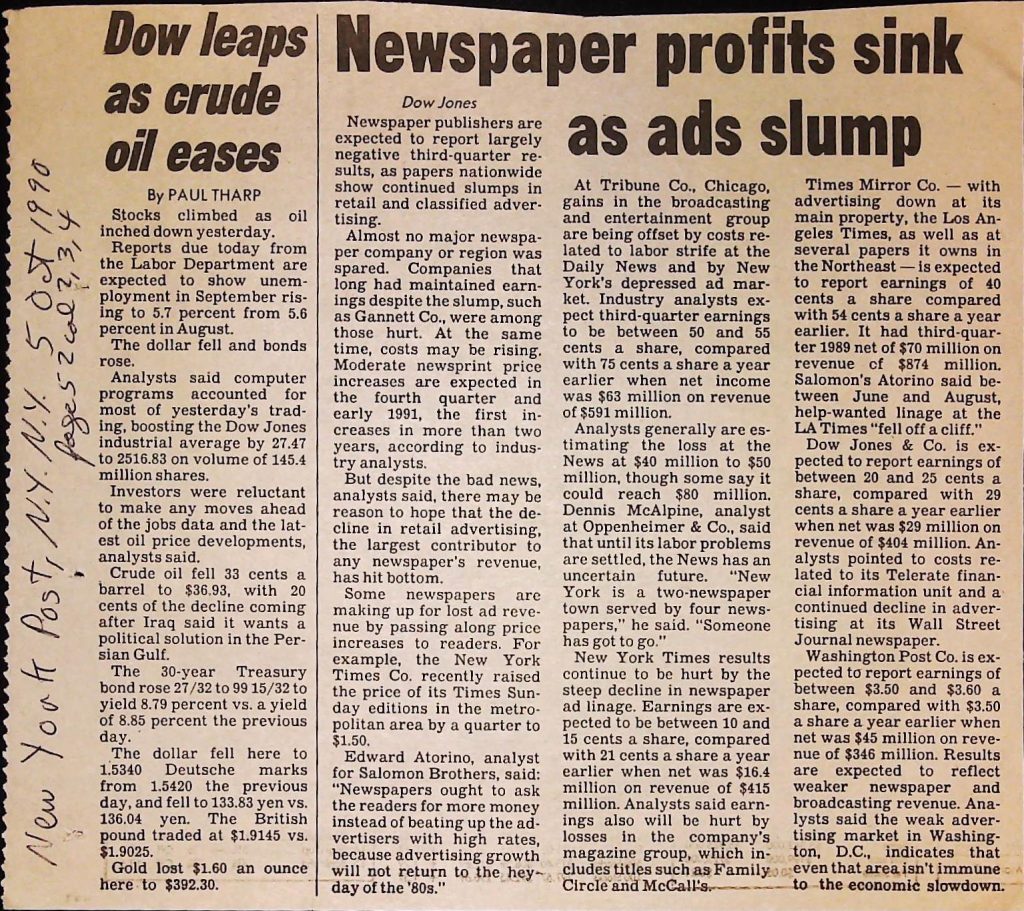 New York Post, N.Y. N.Y. 5 Oct 1990
page 52 col 2, 3, 4
Dow leaps
as crude
oil eases
By PAUL THARP
Stocks climbed as oil
inched down yesterday.
Reports due today from
the Labor Department are
expected to show unem-
ployment in September ris-
ing to 5.7 percent from 5.6
percent in August.
The dollar fell and bonds
rose.
Analysts said computer
programs accounted for
most of yesterday's trad-
ing, boosting the Dow Jones
industrial average by 27.47
to 2516.83 on volume of 145.4
million shares.
Investors were reluctant
to make any moves ahead
of the jobs data and the lat-
est oil price developments,
analysts said.
Crude oil fell 33 cents a
barrel to $36.93, with 20
cents of the decline coming
after Iraq said it wants a
political solution in the Per-
sian Gulf.
The 30-year Treasury
bond rose 27/32 to 99 15/32 to
yield 8.79 percent vs. a yield
of 8.85 percent the previous
day.
The dollar fell here to
1.5340 Deutsche marks
from 1.5420 the previous
day, and fell to 133.83 yen vs.
136.04 yen. The British
pound traded at $1.9145 vs.
$1.9025.
Gold lost $1.60 an ounce
here to $392.30.
Newspaper profits sink
as ads slump
Dow Jones
Newspaper publishers are
expected to report largely
negative third-quarter re-
sults, as papers nationwide
show continued slumps in
retail and classified adver-
tising.
Almost no major newspa-
per company or region was
spared. Companies that
long had maintained earn-
ings despite the slump, such
as Gannett Co., were among
those hurt. At the same
time, costs may be rising.
Moderate newsprint price
increases are expected in
the fourth quarter and
early 1991, the first in-
creases in more than two
years, according to indus-
try analysts.
But despite the bad news,
analysts said, there may be
reason to hope that the de-
cline in retail advertising,
the largest contributor to
any newspaper's revenue,
has hit bottom.
Some newspapers are
making up for lost ad reve-
nue by passing along price
increases to readers. For
example, the New York
Times Co. recently raised
the price of its Times Sun-
day editions in the metro-
politan area by a quarter to
$1.50.
Edward Atorino, analyst
for Salomon Brothers, said:
"Newspapers ought to ask
the readers for more money
instead of beating up the ad-
vertisers with high rates,
because advertising growth
will not return to the hey-
day of the '80s."
At Tribune Co., Chicago,
gains in the broadcasting
and entertainment group
are being offset by costs re-
lated to labor strife at the
Daily News and by New
York's depressed ad mar-
ket. Industry analysts ex-
pect third-quarter earnings
to be between 50 and 55
cents a share, compared
with 75 cents a share a year
earlier when net income
was $63 million on revenue
of $591 million.
Analysts generally are es-
timating the loss at the
News at $40 million to $50
million, though some say it
could reach $80 million.
Dennis McAlpine, analyst
at Oppenheimer & Co., said
that until its labor problems
are settled, the News has an
uncertain future. "New
York is a two-newspaper
town served by four news-
papers," he said. "Someone
has got to go."
New York Times results
continue to be hurt by the
steep decline in newspaper
ad linage. Earnings are ex-
pected to be between 10 and
15 cents a share, compared
with 21 cents a share a year
earlier when net was $16.4
million on revenue of $415
million. Analysts said earn-
ings also will be hurt by
losses in the company's
magazine group, which in-
cludes titles such as Family
Circle and McCall's.
Times Mirror Co. — with
advertising down at its
main property, the Los An-
geles Times, as well as at
several papers it owns in
the Northeast — is expected
to report earnings of 40
cents a share compared
with 54 cents a share a year
earlier. It had third-quar-
ter 1989 net of $70 million on
revenue of $874 million.
Salomon's Atorino said be-
tween June and August,
help-wanted linage at the
LA Times "fell off a cliff."
Dow Jones & Co. is ex-
pected to report earnings of
between 20 and 25 cents a
share, compared with 29
cents a share a year earlier
when net was $29 million on
revenue of $404 million. An-
alysts pointed to costs re-
lated to its Telerate finan-
cial information unit and a
continued decline in adver-
tising at its Wall Street
Journal newspaper.
Washington Post Co. is ex-
pected to report earnings of
between $3.50 and $3.60 a
share, compared with $3.50
a share a year earlier when
net was $45 million on reve-
nue of $346 million. Results
are expected to reflect
weaker newspaper and
broadcasting revenue. Ana-
lysts said the weak adver-
tising market in Washing-
ton, D.C., indicates that
even that area isn't immune
to the economic slowdown.